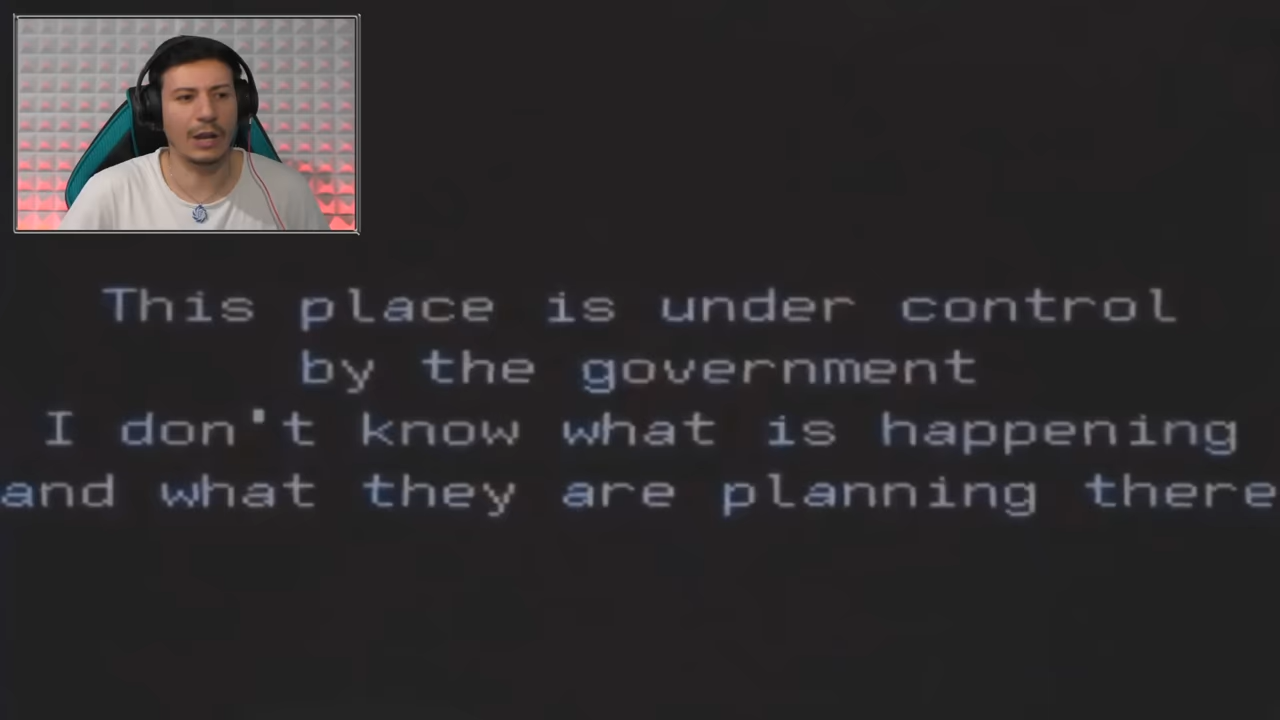 This place is under control
by the government
I don't know what is happening
and what they are planning there